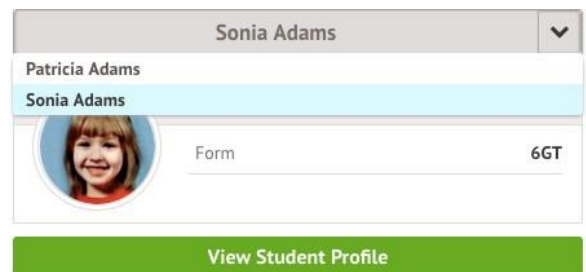 Sonia Adams
Patricia Adams
Sonia Adams
Form 6GT
View Student Profile